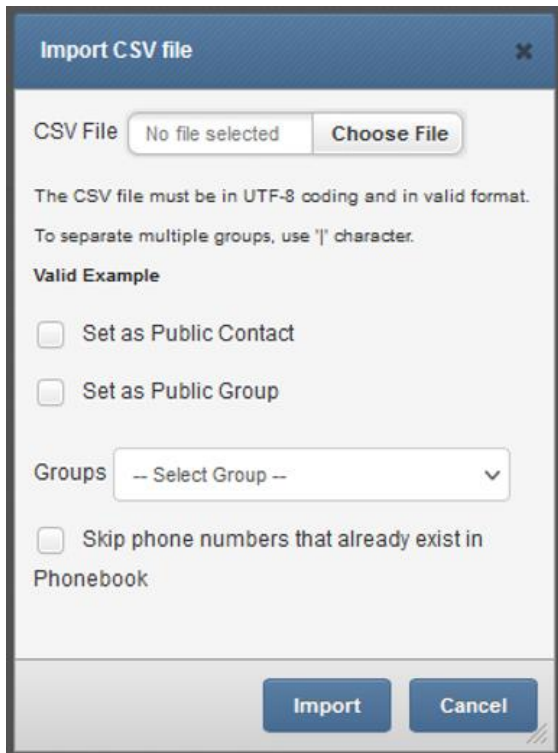 Import CSV file
CSV File No file selected Choose File
The CSV file must be in UTF-8 coding and in valid format.
To separate multiple groups, use '|' character.
Valid Example
Set as Public Contact
Set as Public Group
Groups -- Select Group --
Skip phone numbers that already exist in
Phonebook
Import Cancel